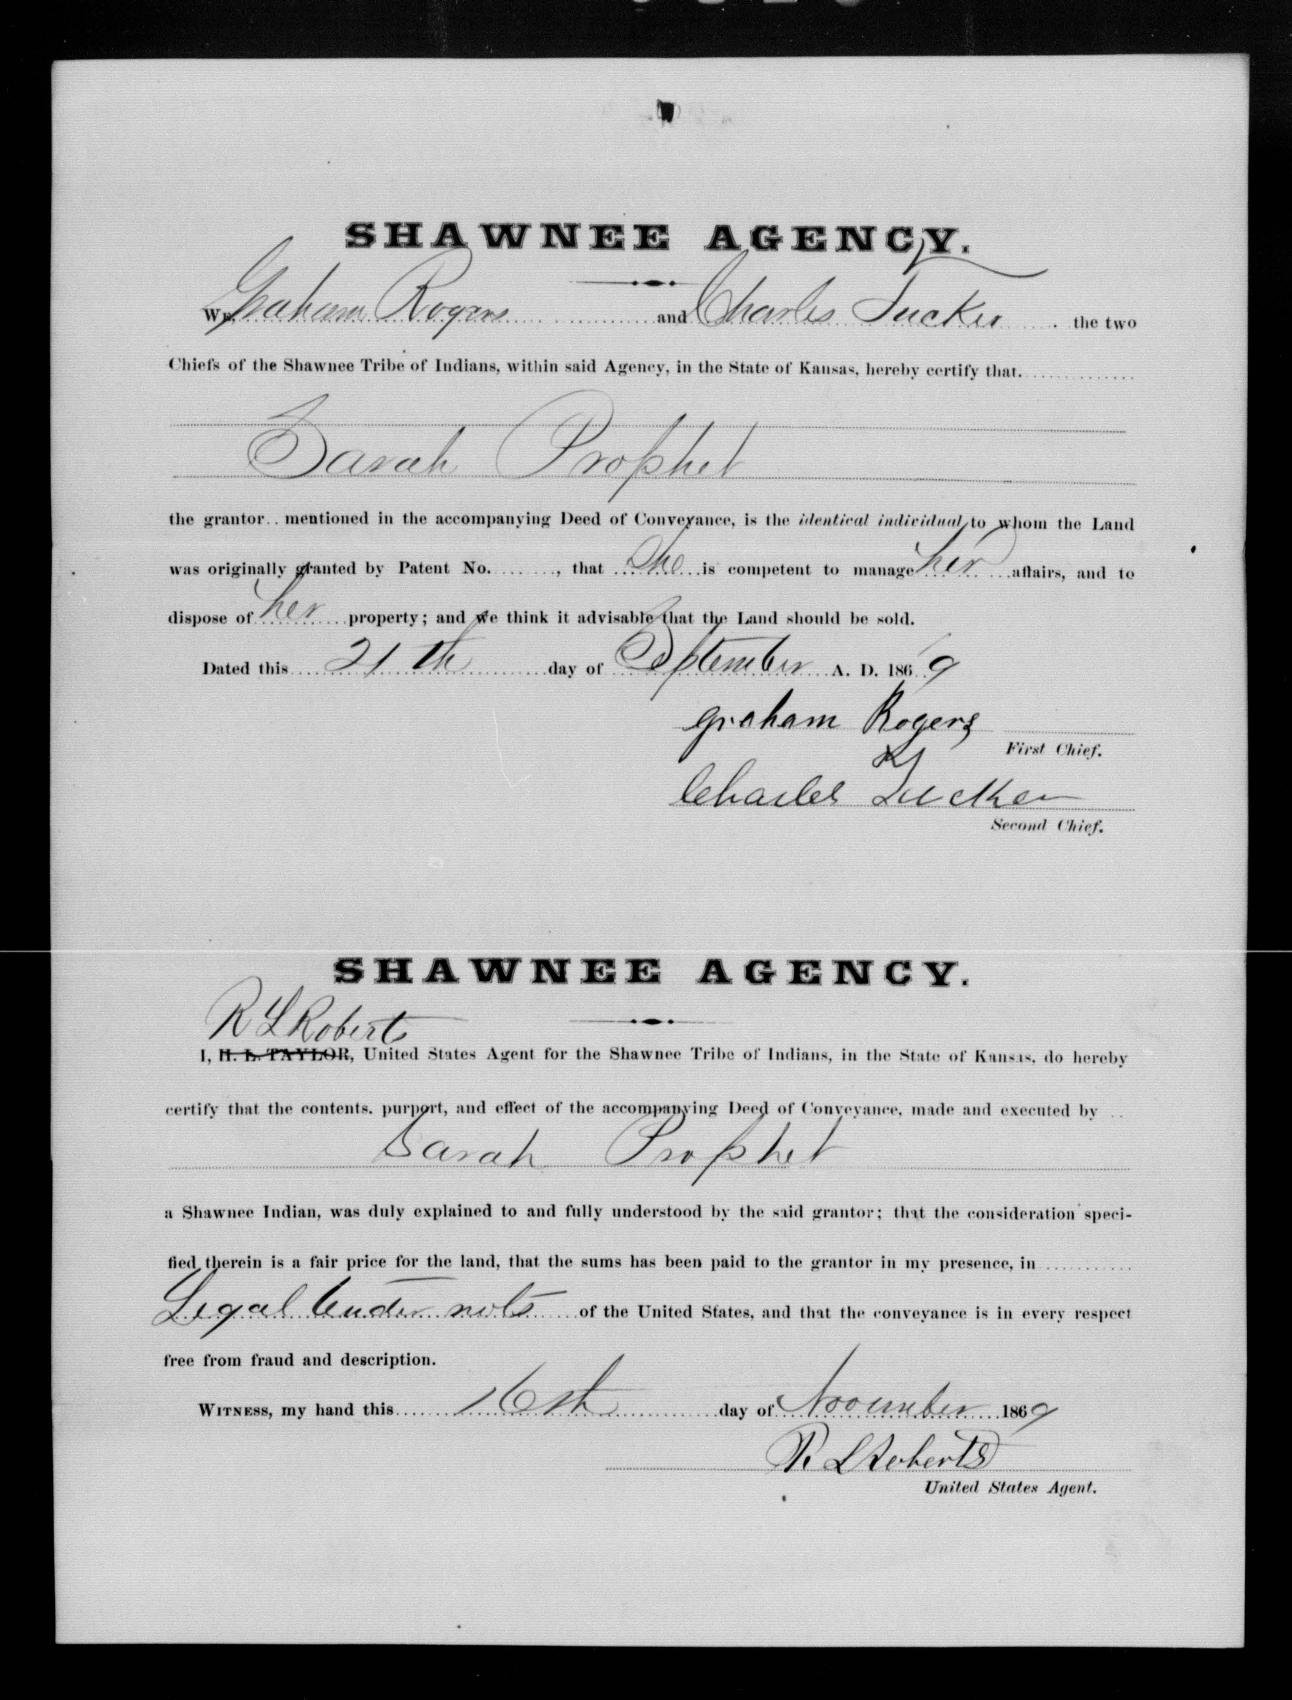 SHAWNEE AGENCY.
We, Graham Rogers and Charles Tucker the two
Chiefs of the Shawnee Tribe of Indians, within said Agency, in the State of Kansas, hereby certify that
Sarah Prophet
the grantor mentioned in the accompanying Deed of Conveyance, is the identical individual, to whom the Land
was originally granted by Patent No. , that She is competent to manage her affairs, and to
dispose of her property; and we think it advisable that the Land should be sold.
Dated this 21th day of September A. D. 1869
Graham Rogers
First Chief.
Charles Tucker
Second Chief.
SHAWNEE AGENCY.
R L Roberts
I, H. L. TAYLOR, United States Agent for the Shawnee Tribe of Indians, in the State of Kansas, do hereby
certify that the contents, purport, and effect of the accompanying Deed of Conveyance, made and executed by
Sarah Prophet
a Shawnee Indian, was duly explained to and fully understood by the said grantor; that the consideration speci-
fied therein is a fair price for the land, that the sums has been paid to the grantor in my presence, in
Legal tender nots of the United States, and that the conveyance is in every respect
free from fraud and description.
WITNESS, my hand this 16th day of November 1869
R L Roberts
United States Agent.